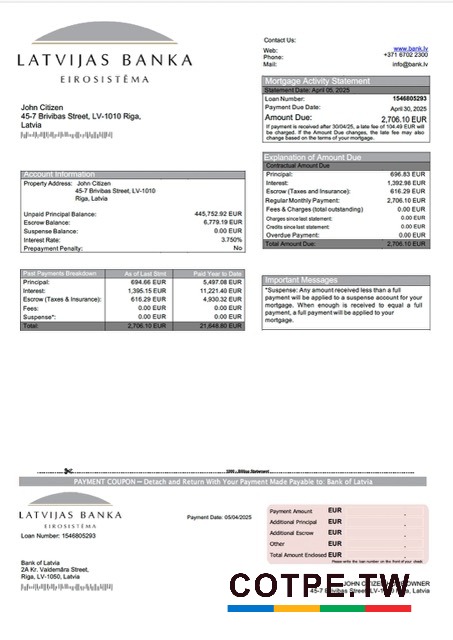 LATVIJAS BANKA
EIROSISTĒMA
Contact Us:
Web: www.bank.lv
Phone: +371 6702 2300
Mail: info@bank.lv
John Citizen
45-7 Brivibas Street, LV-1010 Riga,
Latvia
Mortgage Activity Statement
Statement Date: April 05, 2025
Loan Number: 1546805293
Payment Due Date: April 30, 2025
Amount Due: 2,706.10 EUR
If payment is received after 30/04/25, a late fee of 104.49 EUR will
be charged. If the Amount Due changes, the late fee may also
change based on the terms of your mortgage.
Account Information
Property Address: John Citizen
45-7 Brivibas Street, LV-1010
Riga, Latvia
Unpaid Principal Balance: 445,752.92 EUR
Escrow Balance: 6,779.19 EUR
Suspense Balance: 0.00 EUR
Interest Rate: 3.750%
Prepayment Penalty: No
Explanation of Amount Due
Contractual Amount Due
Principal: 696.83 EUR
Interest: 1,392.98 EUR
Escrow (Taxes and Insurance): 616.29 EUR
Regular Monthly Payment: 2,706.10 EUR
Fees & Charges (total outstanding) 0.00 EUR
Charges since last statement: 0.00 EUR
Credits since last statement: 0.00 EUR
Overdue Payment: 0.00 EUR
Total Amount Due: 2,706.10 EUR
Past Payments Breakdown As of Last Stmt Paid Year to Date
Principal: 694.66 EUR 5,497.08 EUR
Interest: 1,395.15 EUR 11,221.40 EUR
Escrow (Taxes & Insurance): 616.29 EUR 4,930.32 EUR
Fees: 0.00 EUR 0.00 EUR
Suspense*: 0.00 EUR 0.00 EUR
Total: 2,706.10 EUR 21,648.80 EUR
Important Messages
*Suspense: Any amount received less than a full
payment will be applied to a suspense account for your
mortgage. When enough is received to equal a full
payment, a full payment will be applied to your
mortgage.
PAYMENT COUPON – Detach and Return With Your Payment Made Payable to: Bank of Latvia
LATVIJAS BANKA
EIROSISTĒMA
Loan Number: 1546805293
Payment Date: 05/04/2025
Payment Amount EUR .
Additional Principal EUR .
Additional Escrow EUR .
Other EUR .
Total Amount Enclosed EUR .
Please write the loan number on the front of your check.
Bank of Latvia
2A Kr. Valdemāra Street,
Riga, LV-1050, Latvia
JOHN CITIZEN HOMEOWNER
45-7 Brivibas Street, LV-1010 Riga, Latvia
COTPE.TW